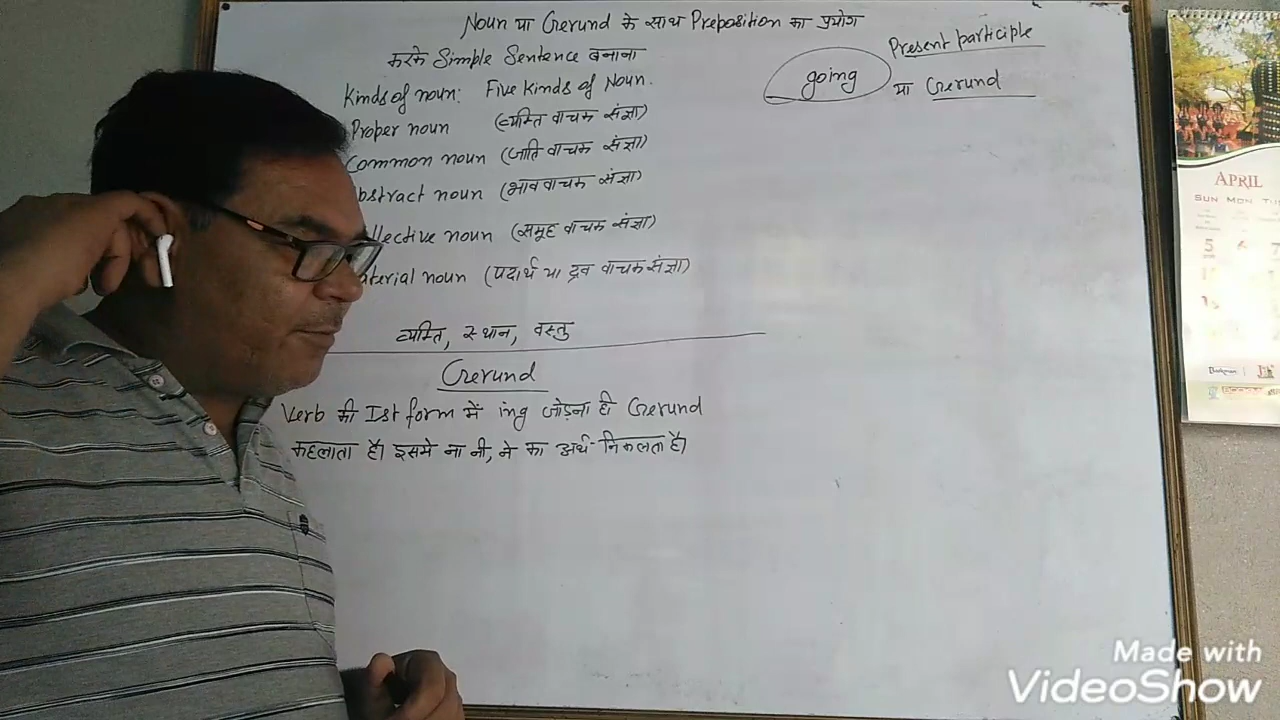 Noun या Gerund के साथ Preposition का प्रयोग
करके Simple Sentence बनाना
Kinds of noun: Five Kinds of Noun.
Proper noun (व्यक्ति वाचक संज्ञा)
Common noun (जाति वाचक संज्ञा)
bstract noun (भाव वाचक संज्ञा)
llective noun (समूह वाचक संज्ञा)
aterial noun (पदार्थ या द्रव वाचक संज्ञा)
व्यक्ति, स्थान, वस्तु
Gerund
Verb की Ist form में ing जोड़ना ही Gerund
कहलाता है। इसमे ना नी, ने का अर्थ निकलता है।
going
Present participle
या Gerund
APRIL
SUN MON TU
5 6 7
Made with
VideoShow